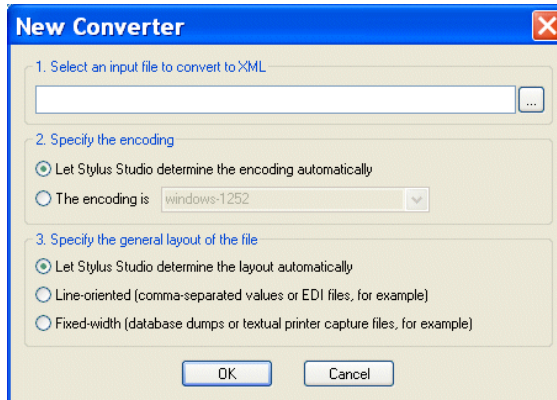 New Converter
1. Select an input file to convert to XML
...
2. Specify the encoding
Let Stylus Studio determine the encoding automatically
The encoding is windows-1252
3. Specify the general layout of the file
Let Stylus Studio determine the layout automatically
Line-oriented (comma-separated values or EDI files, for example)
Fixed-width (database dumps or textual printer capture files, for example)
OK Cancel